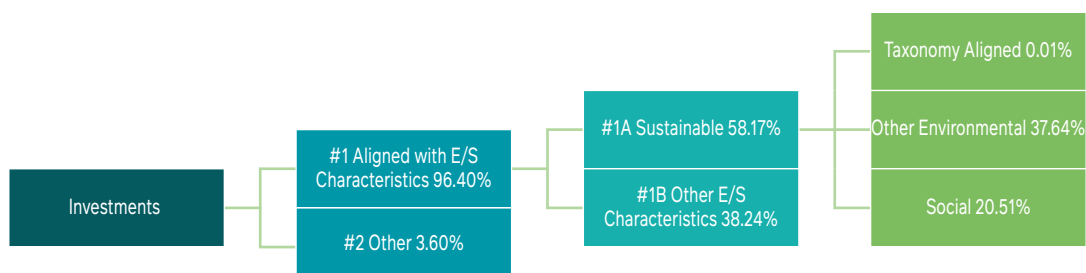 Investments
#1 Aligned with E/S
Characteristics 96.40%
#2 Other 3.60%
#1A Sustainable 58.17%
#1B Other E/S
Characteristics 38.24%
Taxonomy Aligned 0.01%
Other Environmental 37.64%
Social 20.51%